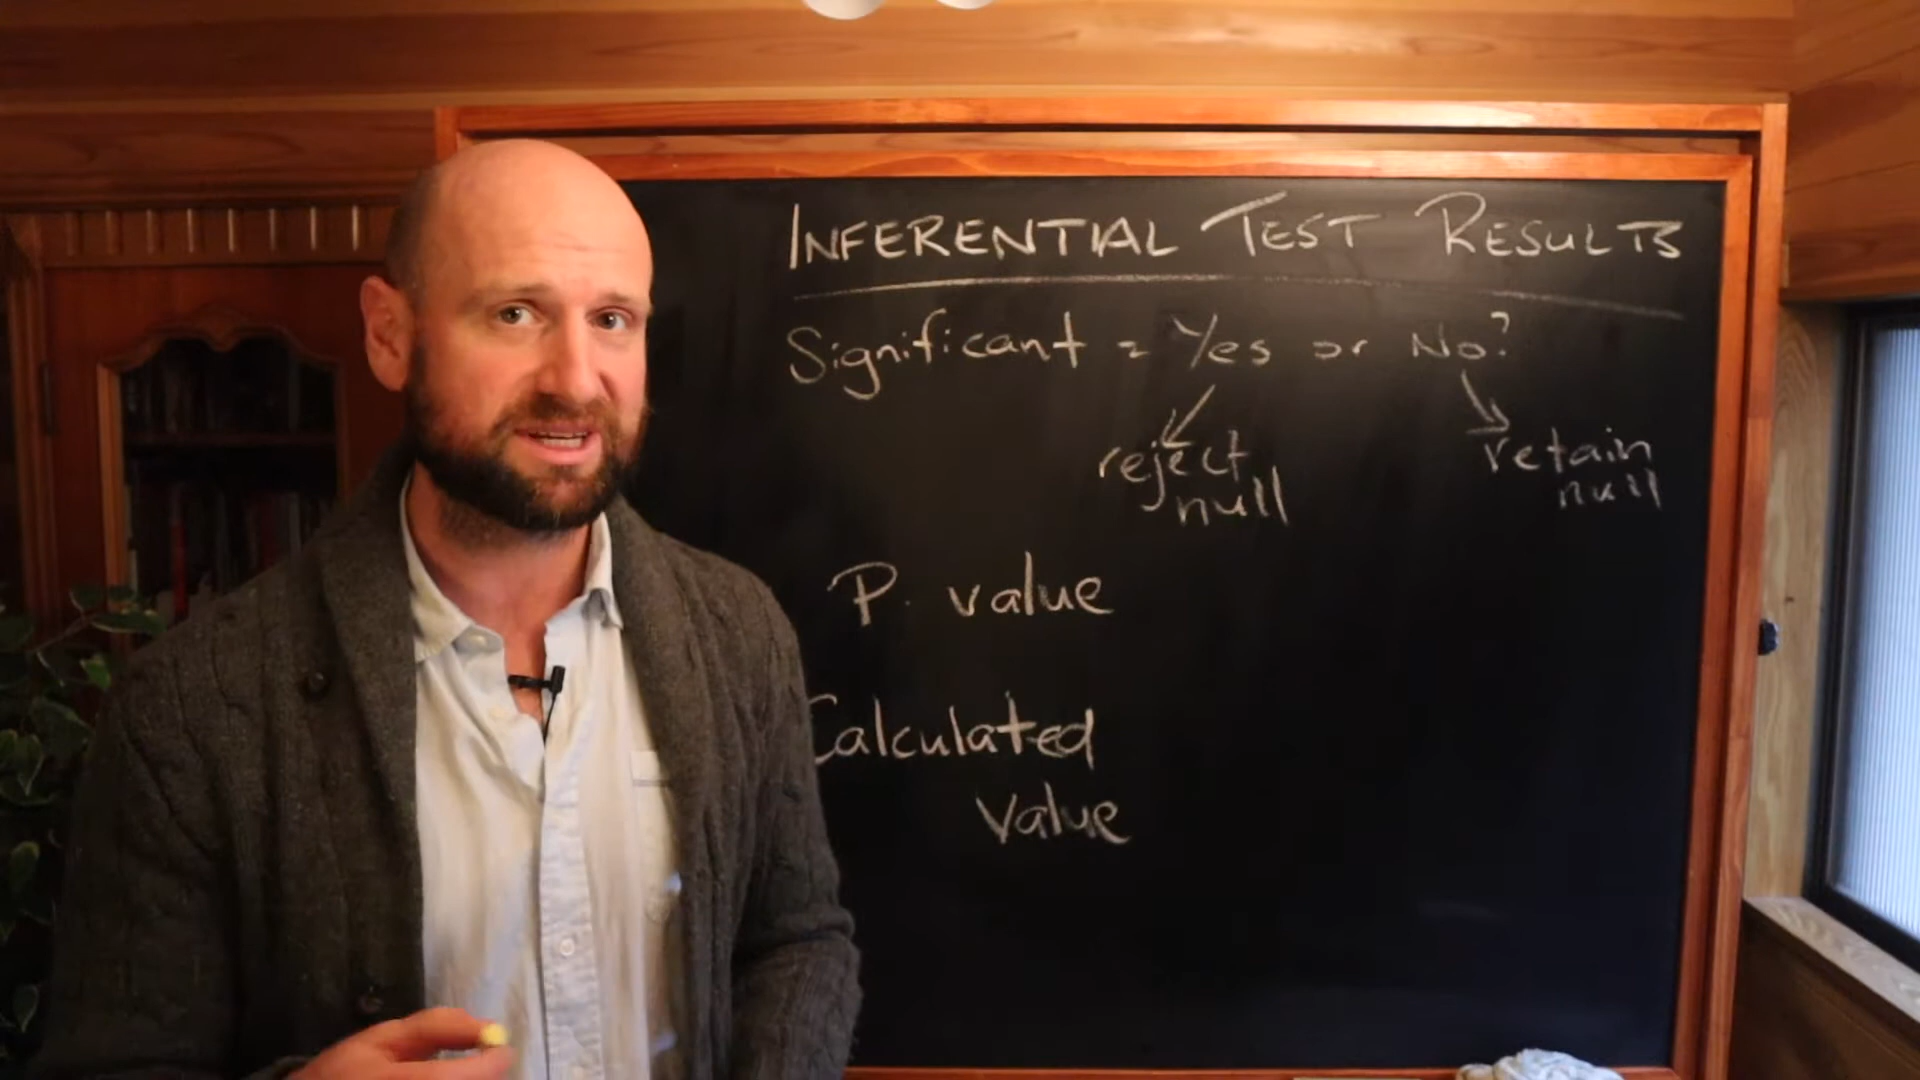 INFERENTIAL TEST RESULTS
Significant = Yes or No?
reject retain
null null
P. value
Calculated
Value